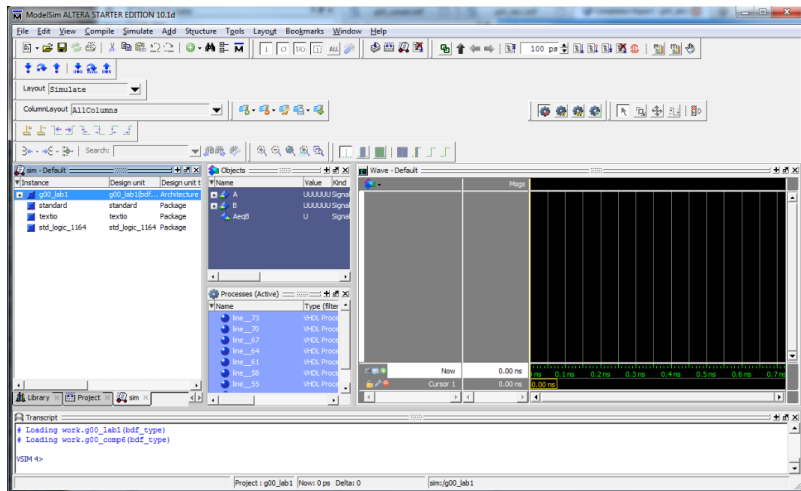 ModelSim ALTERA STARTER EDITION 10.1d
File Edit View Compile Simulate Add Structure Tools Layout Bookmarks Window Help
100 ps
Layout Simulate
ColumnLayout AllColumns
Search:
sim - Default
Instance Design unit Design unit t
g00_lab1 g00_lab1(bdf... Architecture
standard standard Package
textio textio Package
std_logic_1164 std_logic_1164 Package
Library Project sim
Objects
Name Value Kind
A UUUUUU Signal
B UUUUUU Signal
AeqB U Signal
Processes (Active)
Name Type (filter
line__73 VHDL Proce
line__70 VHDL Proce
line__67 VHDL Proce
line__64 VHDL Proce
line__61 VHDL Proce
line__58 VHDL Proce
line__55 VHDL Proce
Wave - Default
Msgs
Now 0.00 ns
ns 0.1 ns 0.2 ns 0.3 ns 0.4 ns 0.5 ns 0.6 ns 0.7 n
Cursor 1 0.00 ns 0.00 ns
Transcript
# Loading work.g00_lab1(bdf_type)
# Loading work.g00_comp6(bdf_type)
VSIM 4>
Project : g00_lab1 Now: 0 ps Delta: 0 sim:/g00_lab1